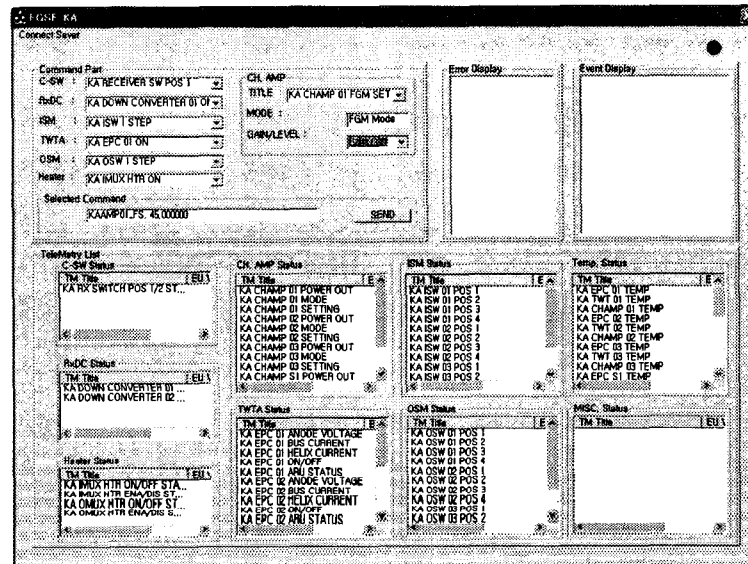 EGSE_KA
Connect Sever
Command Part
C-SW : KA RECEIVER SW POS 1
RxDC : KA DOWN CONVERTER 01 OF
ISM : KA ISW 1 STEP
TWTA : KA EPC 01 ON
OSM : KA OSW 1 STEP
Heater : KA IMUX HTR ON
CH. AMP
TITLE KA CHAMP 01 FGM SET
MODE : FGM Mode
GAIN/LEVEL :
Selected Command
KAAMP01_FS, 45.000000
SEND
Error Display
Event Display
TeleMetry List
C-SW Status
TM Title EU V
KA RX SWITCH POS 1/2 ST...
RxDC Status
TM Title EU V
KA DOWN CONVERTER 01 ...
KA DOWN CONVERTER 02 ...
Heater Status
TM Title EU V
KA IMUX HTR ON/OFF STA...
KA IMUX HTR ENA/DIS ST...
KA OMUX HTR ON/OFF ST...
KA OMUX HTR ENA/DIS S...
CH. AMP Status
TM Title E
KA CHAMP 01 POWER OUT
KA CHAMP 01 MODE
KA CHAMP 01 SETTING
KA CHAMP 02 POWER OUT
KA CHAMP 02 MODE
KA CHAMP 02 SETTING
KA CHAMP 03 POWER OUT
KA CHAMP 03 MODE
KA CHAMP 03 SETTING
KA CHAMP S1 POWER OUT
TWTA Status
TM Title E
KA EPC 01 ANODE VOLTAGE
KA EPC 01 BUS CURRENT
KA EPC 01 HELIX CURRENT
KA EPC 01 ON/OFF
KA EPC 01 ARU STATUS
KA EPC 02 ANODE VOLTAGE
KA EPC 02 BUS CURRENT
KA EPC 02 HELIX CURRENT
KA EPC 02 ON/OFF
KA EPC 02 ARU STATUS
ISM Status
TM Title E
KA ISW 01 POS 1
KA ISW 01 POS 2
KA ISW 01 POS 3
KA ISW 01 POS 4
KA ISW 02 POS 1
KA ISW 02 POS 2
KA ISW 02 POS 3
KA ISW 02 POS 4
KA ISW 03 POS 1
KA ISW 03 POS 2
OSM Status
TM Title E
KA OSW 01 POS 1
KA OSW 01 POS 2
KA OSW 01 POS 3
KA OSW 01 POS 4
KA OSW 02 POS 1
KA OSW 02 POS 2
KA OSW 02 POS 3
KA OSW 02 POS 4
KA OSW 03 POS 1
KA OSW 03 POS 2
Temp. Status
TM Title E
KA EPC 01 TEMP
KA TWT 01 TEMP
KA CHAMP 01 TEMP
KA EPC 02 TEMP
KA TWT 02 TEMP
KA CHAMP 02 TEMP
KA EPC 03 TEMP
KA TWT 03 TEMP
KA CHAMP 03 TEMP
KA EPC S1 TEMP
MISC. Status
TM Title EU V